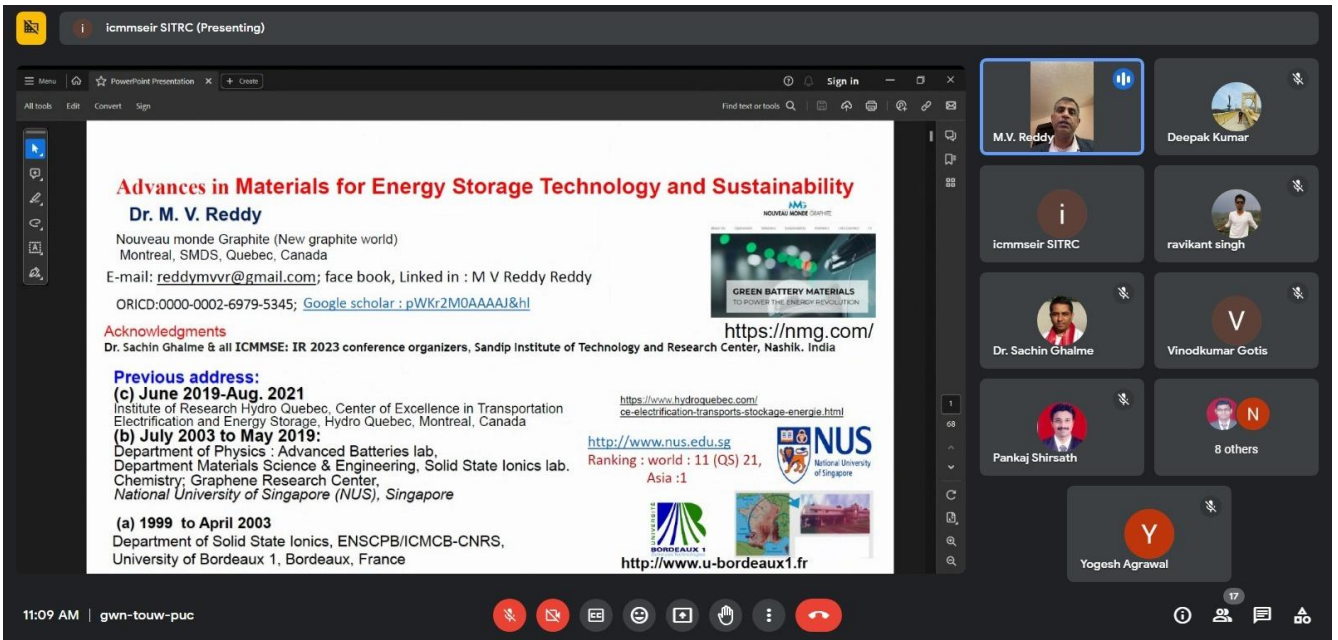 i icmmseir SITRC (Presenting)
Menu PowerPoint Presentation + Create Sign in
All tools Edit Convert Sign Find text or tools
Advances in Materials for Energy Storage Technology and Sustainability
Dr. M. V. Reddy
NMG
NOUVEAU MONDE GRAPHITE
Nouveau monde Graphite (New graphite world)
Montreal, SMDS, Quebec, Canada
E-mail: reddymvvr@gmail.com; face book, Linked in : M V Reddy Reddy
GREEN BATTERY MATERIALS
TO POWER THE ENERGY REVOLUTION
ORICD:0000-0002-6979-5345; Google scholar : pWKr2M0AAAAJ&hl
https://nmg.com/
Acknowledgments
Dr. Sachin Ghalme & all ICMMSE: IR 2023 conference organizers, Sandip Institute of Technology and Research Center, Nashik. India
Previous address:
(c) June 2019-Aug. 2021
Institute of Research Hydro Quebec, Center of Excellence in Transportation
Electrification and Energy Storage, Hydro Quebec, Montreal, Canada
https://www.hydroquebec.com/
ce-electrification-transports-stockage-energie.html
(b) July 2003 to May 2019:
Department of Physics : Advanced Batteries lab,
Department Materials Science & Engineering, Solid State Ionics lab.
Chemistry; Graphene Research Center,
National University of Singapore (NUS), Singapore
http://www.nus.edu.sg
Ranking : world : 11 (QS) 21,
Asia :1
NUS
National University
of Singapore
(a) 1999 to April 2003
Department of Solid State Ionics, ENSCPB/ICMCB-CNRS,
University of Bordeaux 1, Bordeaux, France
UNIVERSITÉ
BORDEAUX 1
http://www.u-bordeaux1.fr
1
68
M.V. Reddy
Deepak Kumar
i
icmmseir SITRC
ravikant singh
Dr. Sachin Ghalme
V
Vinodkumar Gotis
Pankaj Shirsath
N
8 others
Y
Yogesh Agrawal
11:09 AM | gwn-touw-puc
17